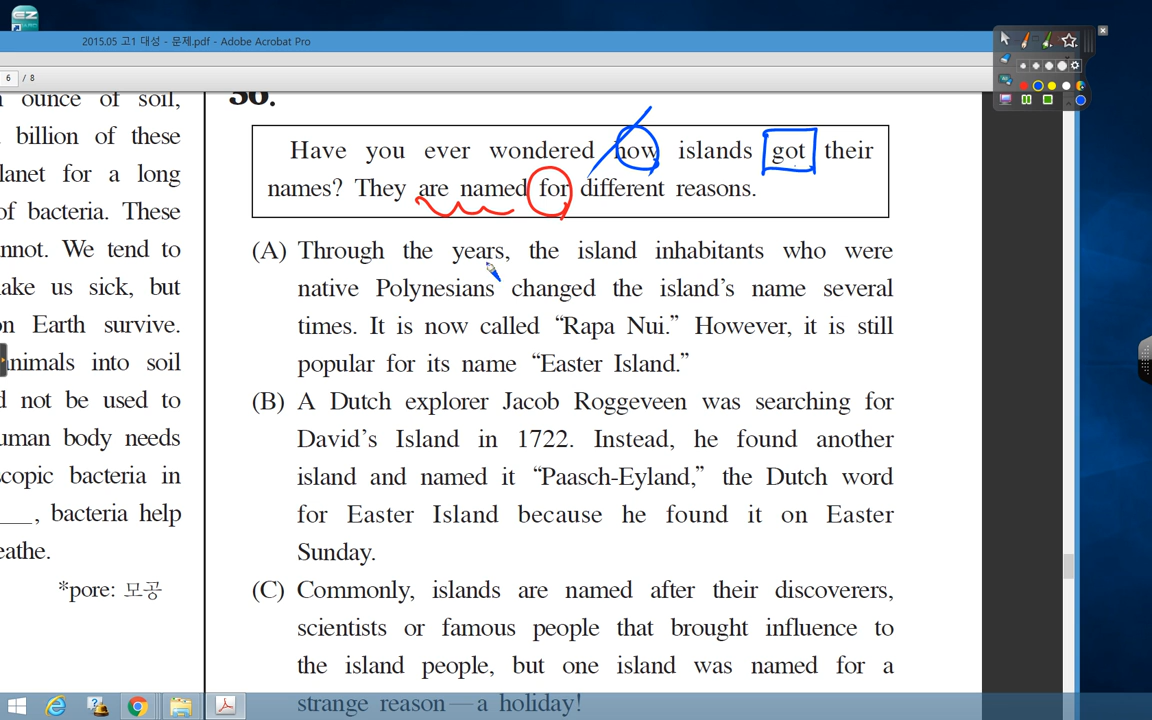 EZ
2015.05 고1 대성 - 문제.pdf - Adobe Acrobat Pro
6 / 8
ounce of soil,
billion of these
planet for a long
of bacteria. These
We tend to
us sick, but
on Earth survive.
animals into soil
not be used to
body needs
bacteria in
____, bacteria help
*pore: 모공
36.
Have you ever wondered how islands got their
names? They are named for different reasons.
(A) Through the years, the island inhabitants who were
native Polynesians changed the island's name several
times. It is now called “Rapa Nui.” However, it is still
popular for its name “Easter Island.”
(B) A Dutch explorer Jacob Roggeveen was searching for
David's Island in 1722. Instead, he found another
island and named it “Paasch-Eyland,” the Dutch word
for Easter Island because he found it on Easter
Sunday.
(C) Commonly, islands are named after their discoverers,
scientists or famous people that brought influence to
the island people, but one island was named for a
strange reason — a holiday!